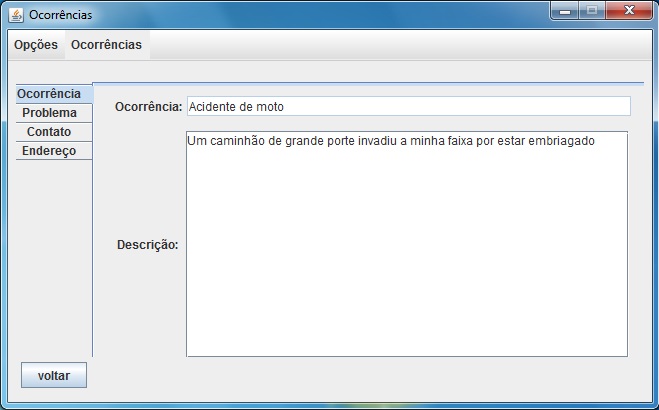 Ocorrências
Opções Ocorrências
Ocorrência
Problema
Contato
Endereço
Ocorrência: Acidente de moto
Um caminhão de grande porte invadiu a minha faixa por estar embriagado
Descrição:
voltar